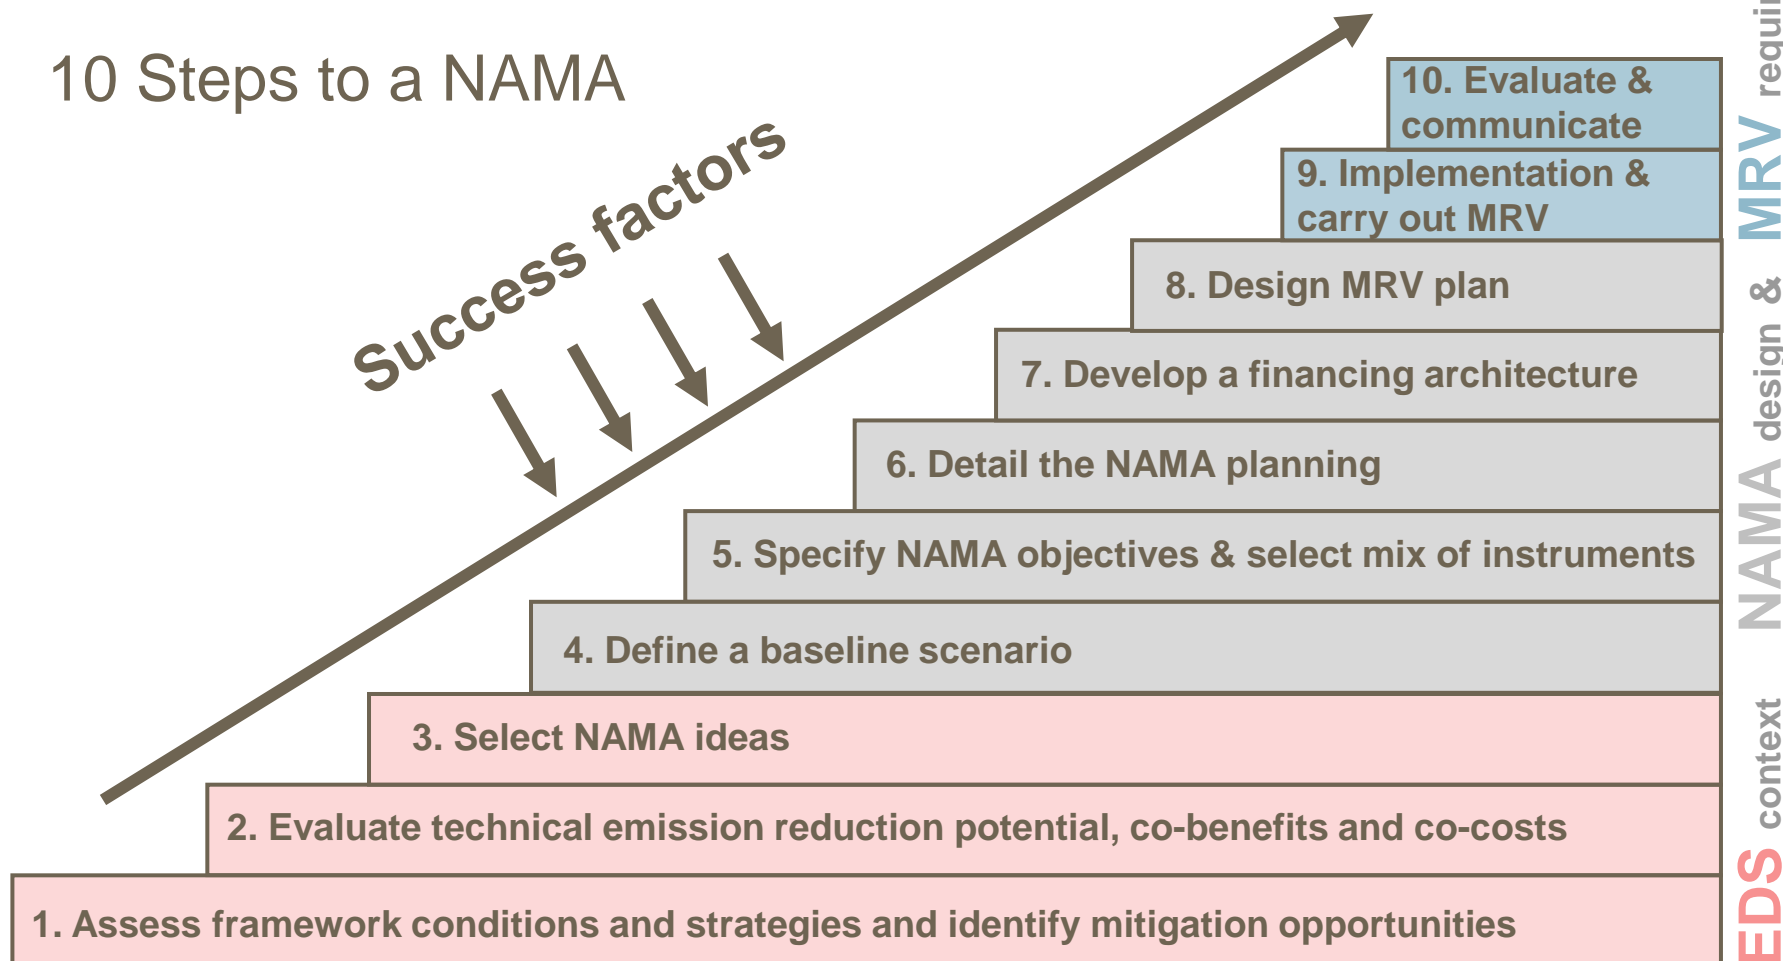 10 Steps to a NAMA
Success factors
10. Evaluate &
communicate
9. Implementation &
carry out MRV
8. Design MRV plan
7. Develop a financing architecture
6. Detail the NAMA planning
5. Specify NAMA objectives & select mix of instruments
4. Define a baseline scenario
3. Select NAMA ideas
2. Evaluate technical emission reduction potential, co-benefits and co-costs
1. Assess framework conditions and strategies and identify mitigation opportunities
EDS context
NAMA design &
MRV